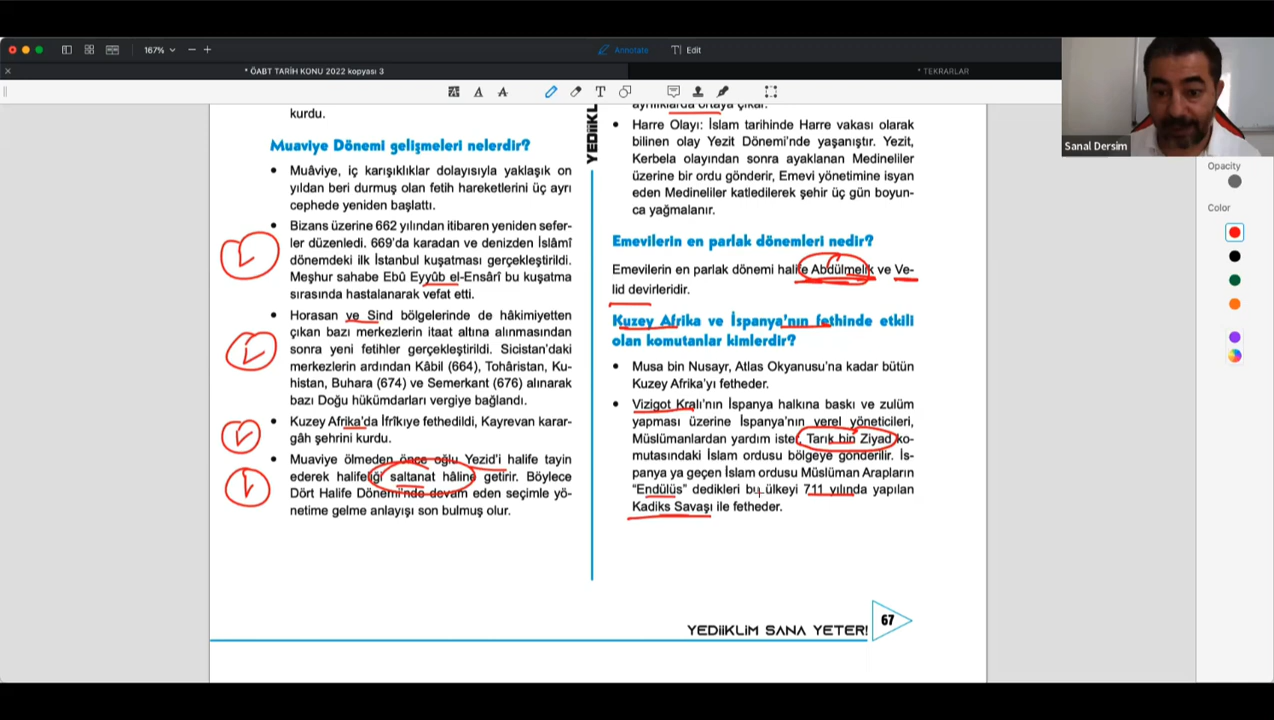 167%
Annotate
Edit
* ÖABT TARİH KONU 2022 kopyası 3
* TEKRARLAR
Sanal Dersim
Opacity
Color
kurdu.
Muaviye Dönemi gelişmeleri nelerdir?
• Muâviye, iç karışıklıklar dolayısıyla yaklaşık on
yıldan beri durmuş olan fetih hareketlerini üç ayrı
cephede yeniden başlattı.
• Bizans üzerine 662 yılından itibaren yeniden sefer-
ler düzenledi. 669'da karadan ve denizden İslâmî
dönemdeki ilk İstanbul kuşatması gerçekleştirildi.
Meşhur sahabe Ebû Eyyûb el-Ensârî bu kuşatma
sırasında hastalanarak vefat etti.
• Horasan ve Sind bölgelerinde de hâkimiyetten
çıkan bazı merkezlerin itaat altına alınmasından
sonra yeni fetihler gerçekleştirildi. Sicistan'daki
merkezlerin ardından Kâbil (664), Tohâristan, Ku-
histan, Buhara (674) ve Semerkant (676) alınarak
bazı Doğu hükümdarları vergiye bağlandı.
• Kuzey Afrika'da İfrîkıye fethedildi, Kayrevan karar-
gâh şehrini kurdu.
• Muaviye ölmeden önce oğlu Yezid'i halife tayin
ederek halifeliği saltanat hâline getirir. Böylece
Dört Halife Dönemi'nde devam eden seçimle yö-
netime gelme anlayışı son bulmuş olur.
YEDİİKL
ayrılıklarda ortaya çıkar.
• Harre Olayı: İslam tarihinde Harre vakası olarak
bilinen olay Yezit Dönemi'nde yaşanıştır. Yezit,
Kerbela olayından sonra ayaklanan Medineliler
üzerine bir ordu gönderir, Emevi yönetimine isyan
eden Medineliler katledilerek şehir üç gün boyun-
ca yağmalanır.
Emevilerin en parlak dönemleri nedir?
Emevilerin en parlak dönemi halife Abdülmelik ve Ve-
lid devirleridir.
Kuzey Afrika ve İspanya'nın fethinde etkili
olan komutanlar kimlerdir?
• Musa bin Nusayr, Atlas Okyanusu'na kadar bütün
Kuzey Afrika'yı fetheder.
• Vizigot Kralı'nın İspanya halkına baskı ve zulüm
yapması üzerine İspanya'nın yerel yöneticileri,
Müslümanlardan yardım ister. Tarık bin Ziyad ko-
mutasındaki İslam ordusu bölgeye gönderilir. İs-
panya ya geçen İslam ordusu Müslüman Arapların
"Endülüs" dedikleri bu ülkeyi 711 yılında yapılan
Kadiks Savaşı ile fetheder.
YEDİİKLİM SANA YETER!
67